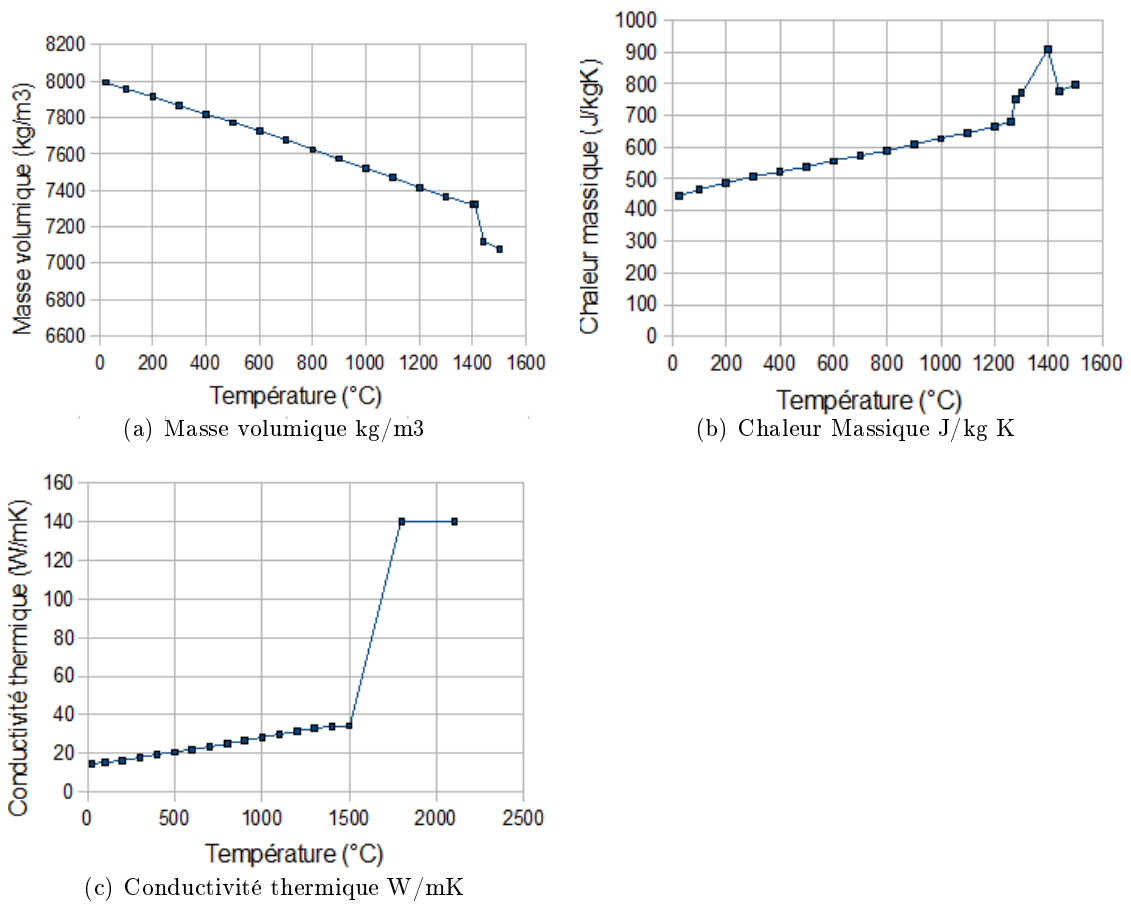 8200
8000
7800
7600
7400
7200
7000
6800
6600
0 200 400 600 800 1000 1200 1400 1600
Masse volumique (kg/m3)
Température (°C)
(a) Masse volumique kg/m3
1000
900
800
700
600
500
400
300
200
100
0
0 200 400 600 800 1000 1200 1400 1600
Chaleur massique (J/kgK)
Température (°C)
(b) Chaleur Massique J/kg K
160
140
120
100
80
60
40
20
0
0 500 1000 1500 2000 2500
Conductivité thermique (W/mK)
Température (°C)
(c) Conductivité thermique W/mK